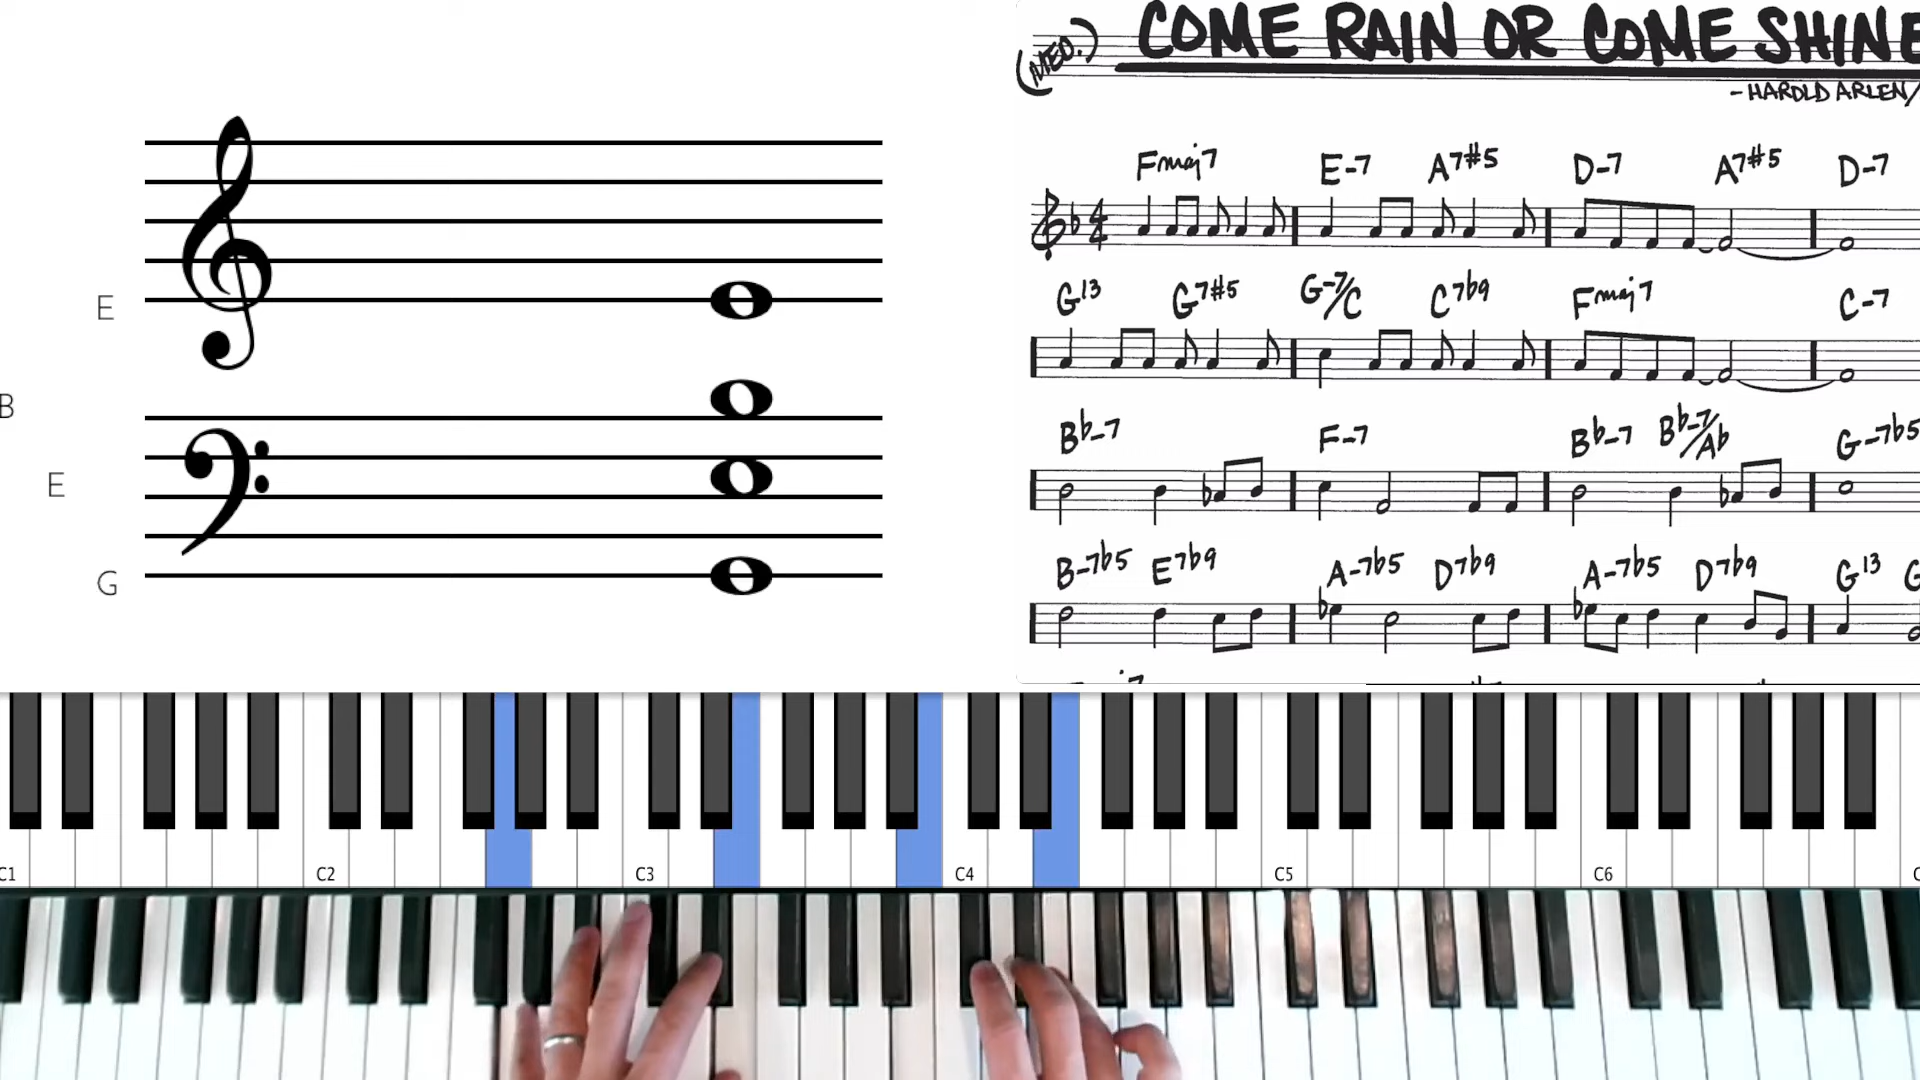 COME RAIN OR COME SHINE
(MED.)
- HAROLD ARLEN/
Fmaj7 E-7 A7#5 D-7 A7#5 D-7
4
4
E
G13 G7#5 G-7/C C7b9 Fmaj7 C-7
B
Bb-7 F-7 Bb-7 Bb-7/Ab G-7b5
E
B-7b5 E7b9 A-7b5 D7b9 A-7b5 D7b9 G13 G
G
C1 C2 C3 C4 C5 C6 C